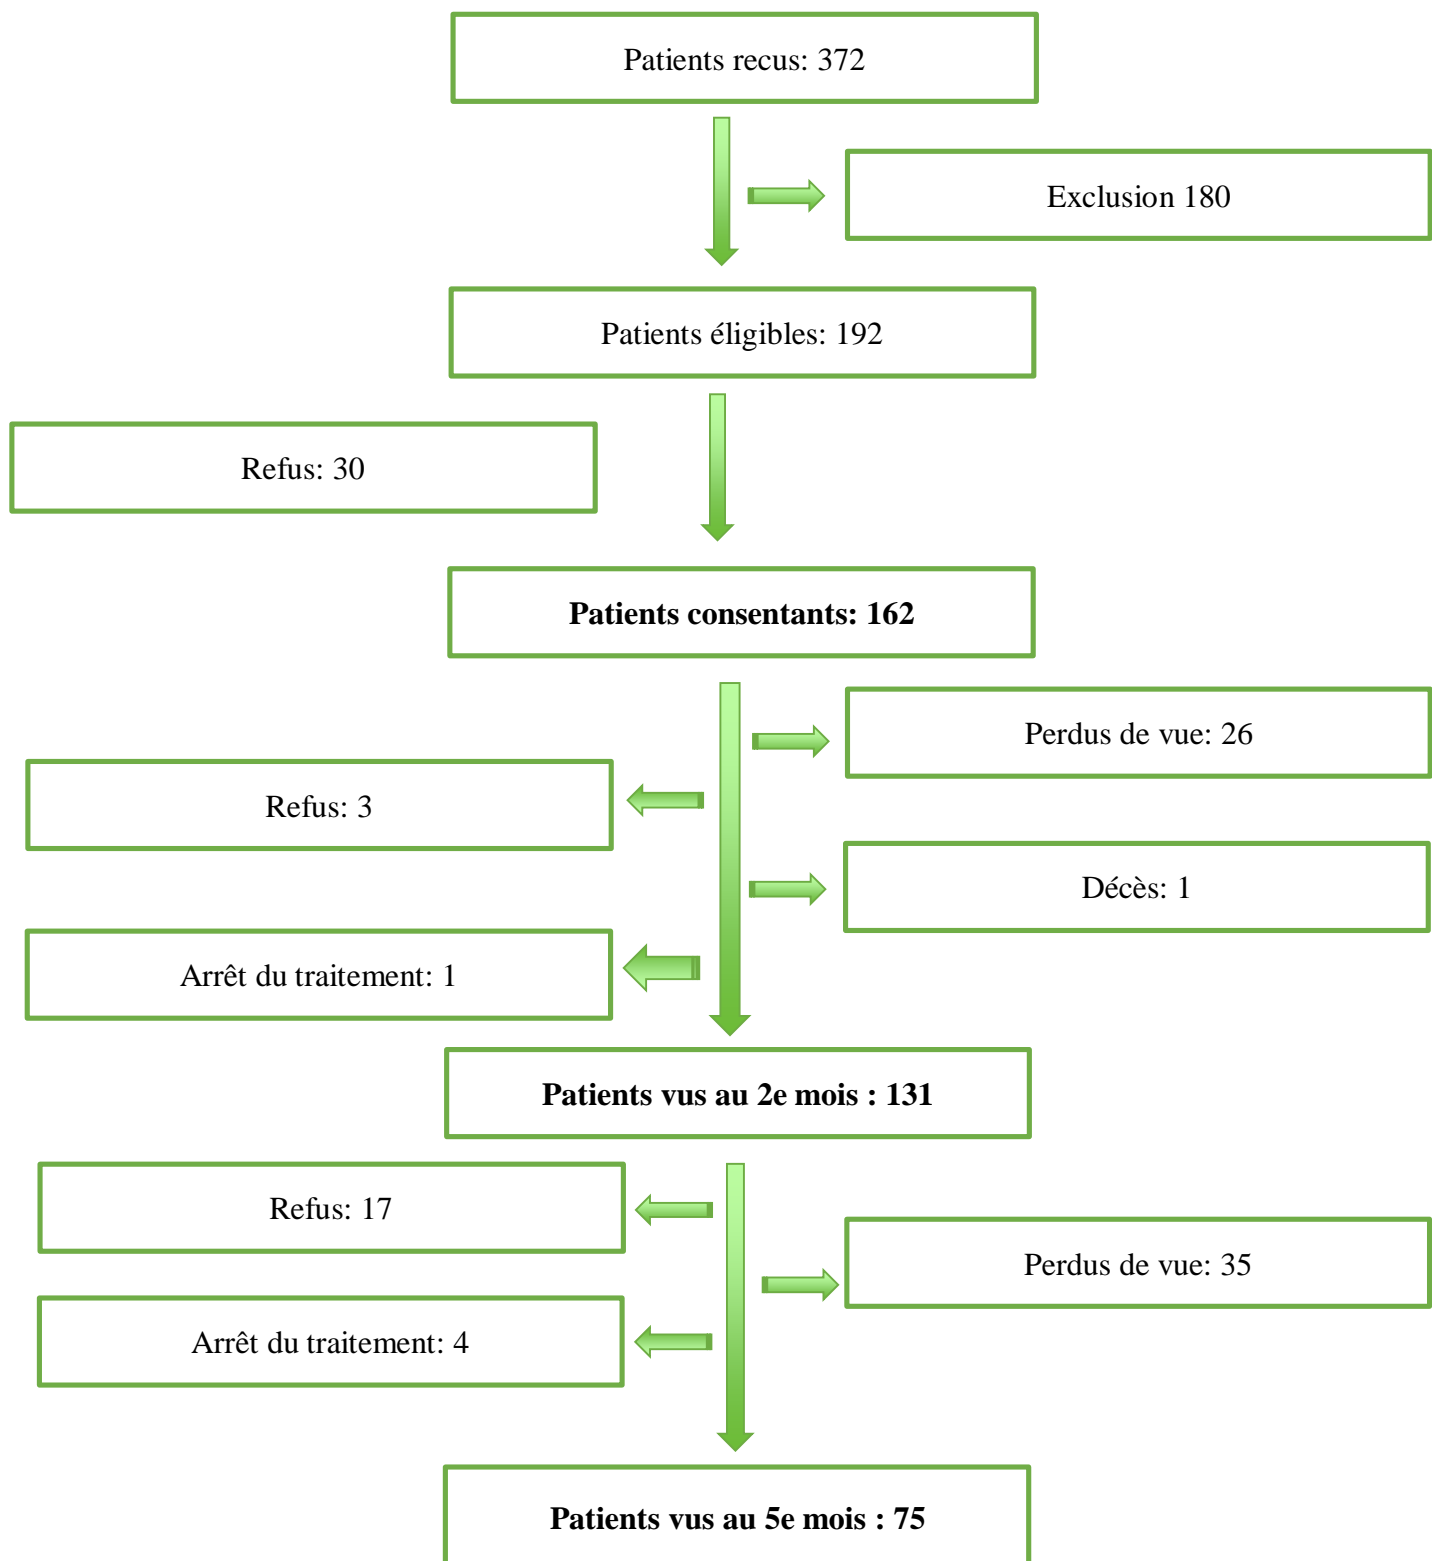 Patients recus: 372
Exclusion 180
Patients éligibles: 192
Refus: 30
Patients consentants: 162
Perdus de vue: 26
Refus: 3
Décès: 1
Arrêt du traitement: 1
Patients vus au 2e mois : 131
Refus: 17
Perdus de vue: 35
Arrêt du traitement: 4
Patients vus au 5e mois : 75